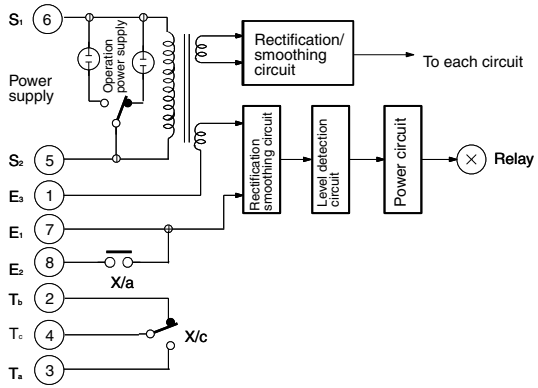 S₁ 6
Operation
power supply
Power
supply
S₂ 5
E₃ 1
E₁ 7
E₂ 8
X/a
Tb 2
Tc 4
X/c
Ta 3
Rectification/
smoothing
circuit
To each circuit
Rectification
smoothing circuit
Level detection
circuit
Power circuit
Relay